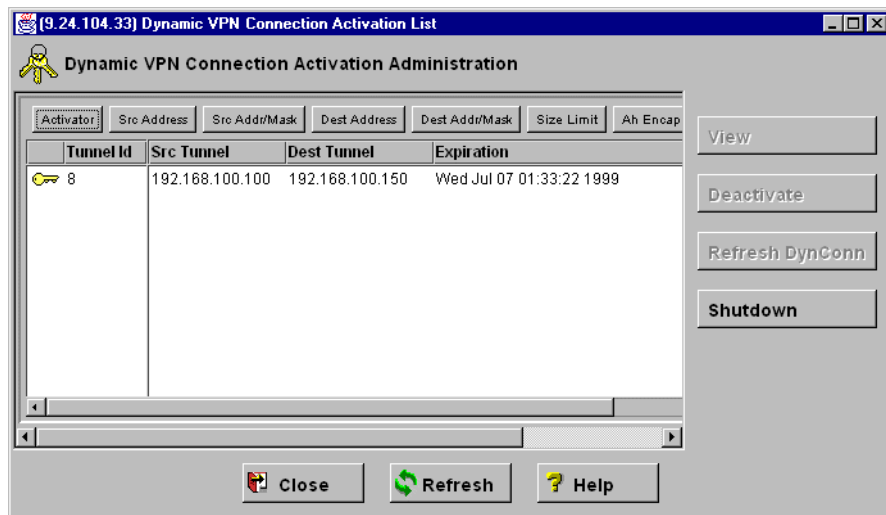 (9.24.104.33) Dynamic VPN Connection Activation List
Dynamic VPN Connection Activation Administration
Activator Src Address Src Addr/Mask Dest Address Dest Addr/Mask Size Limit Ah Encap
Tunnel Id Src Tunnel Dest Tunnel Expiration
8 192.168.100.100 192.168.100.150 Wed Jul 07 01:33:22 1999
View
Deactivate
Refresh DynConn
Shutdown
Close Refresh ? Help